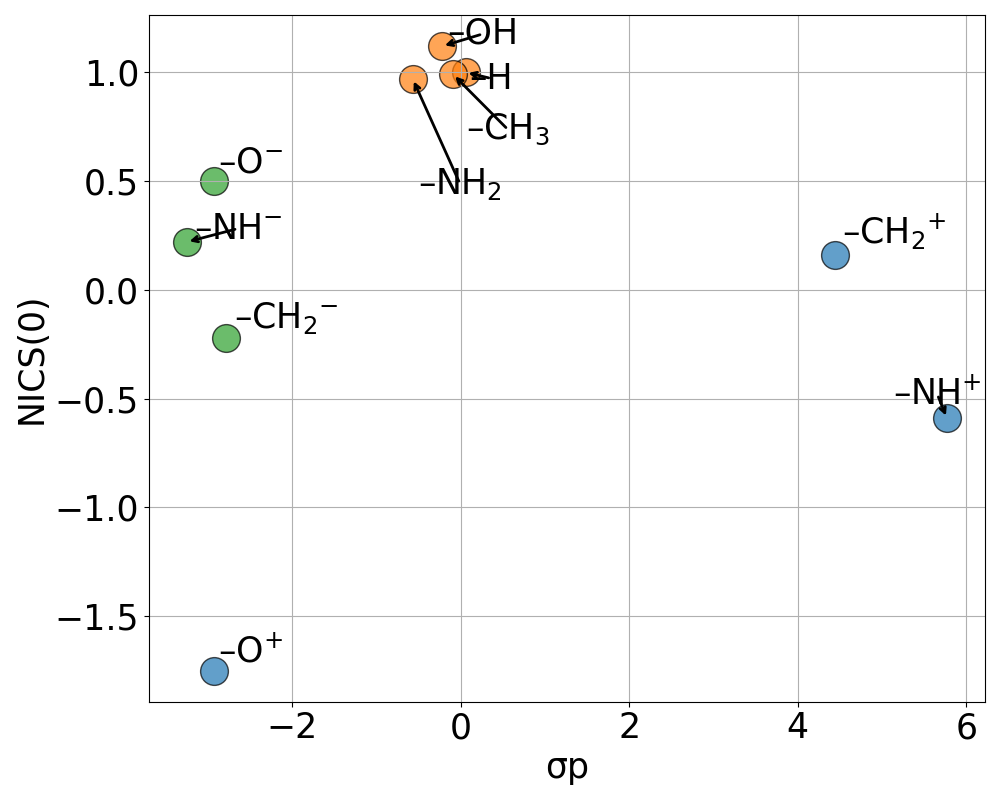 –OH
1.0
–H
–CH₃
–O⁻
0.5
–NH₂
–NH⁻
–CH₂⁺
0.0
–CH₂⁻
NICS(0)
−0.5
–NH⁺
−1.0
−1.5
–O⁺
−2
0
2
4
6
σp